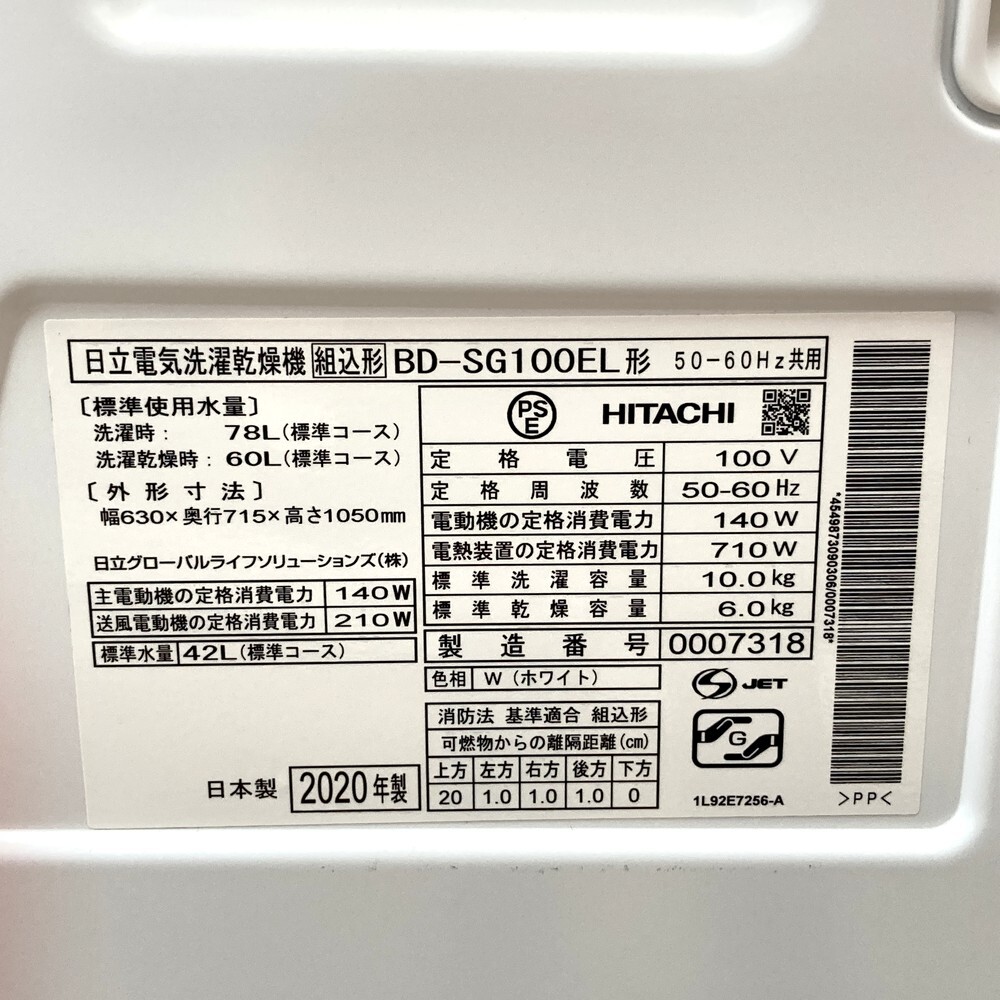 日立電気洗濯乾燥機 組込形 BD-SG100EL形 50-60Hz共用
〔標準使用水量〕
洗濯時： 78L(標準コース)
洗濯乾燥時：60L(標準コース)
〔外形寸法〕
幅630×奥行715×高さ1050mm
日立グローバルライフソリューションズ(株)
主電動機の定格消費電力 140W
送風電動機の定格消費電力 210W
標準水量 42L(標準コース)
日本製 2020年製
PSE HITACHI
定格電圧 100V
定格周波数 50-60Hz
電動機の定格消費電力 140W
電熱装置の定格消費電力 710W
標準洗濯容量 10.0kg
標準乾燥容量 6.0kg
製造番号 0007318
色相 W(ホワイト)
消防法 基準適合 組込形
可燃物からの離隔距離(cm)
上方 左方 右方 後方 下方
20 1.0 1.0 1.0 0
S JET
G
1L92E7256-A
*4549873090306/0007318*
>PP<